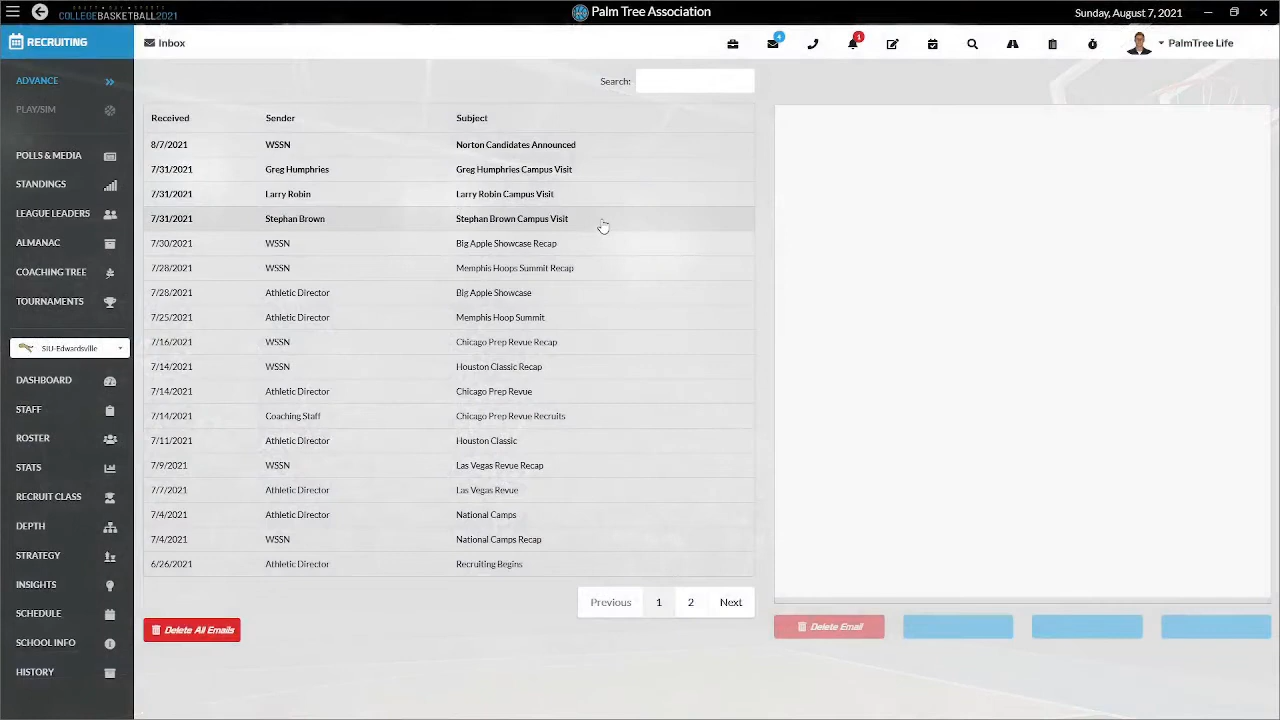 DRAFT DAY SPORTS
COLLEGEBASKETBALL2021
Palm Tree Association
Sunday, August 7, 2021
RECRUITING
Inbox
4
1
PalmTree Life
ADVANCE
PLAY/SIM
POLLS & MEDIA
STANDINGS
LEAGUE LEADERS
ALMANAC
COACHING TREE
TOURNAMENTS
SIU-Edwardsville
DASHBOARD
STAFF
ROSTER
STATS
RECRUIT CLASS
DEPTH
STRATEGY
INSIGHTS
SCHEDULE
SCHOOL INFO
HISTORY
Search:
Received Sender Subject
8/7/2021 WSSN Norton Candidates Announced
7/31/2021 Greg Humphries Greg Humphries Campus Visit
7/31/2021 Larry Robin Larry Robin Campus Visit
7/31/2021 Stephan Brown Stephan Brown Campus Visit
7/30/2021 WSSN Big Apple Showcase Recap
7/28/2021 WSSN Memphis Hoops Summit Recap
7/28/2021 Athletic Director Big Apple Showcase
7/25/2021 Athletic Director Memphis Hoop Summit
7/16/2021 WSSN Chicago Prep Revue Recap
7/14/2021 WSSN Houston Classic Recap
7/14/2021 Athletic Director Chicago Prep Revue
7/14/2021 Coaching Staff Chicago Prep Revue Recruits
7/11/2021 Athletic Director Houston Classic
7/9/2021 WSSN Las Vegas Revue Recap
7/7/2021 Athletic Director Las Vegas Revue
7/4/2021 Athletic Director National Camps
7/4/2021 WSSN National Camps Recap
6/26/2021 Athletic Director Recruiting Begins
Previous 1 2 Next
Delete All Emails
Delete Email